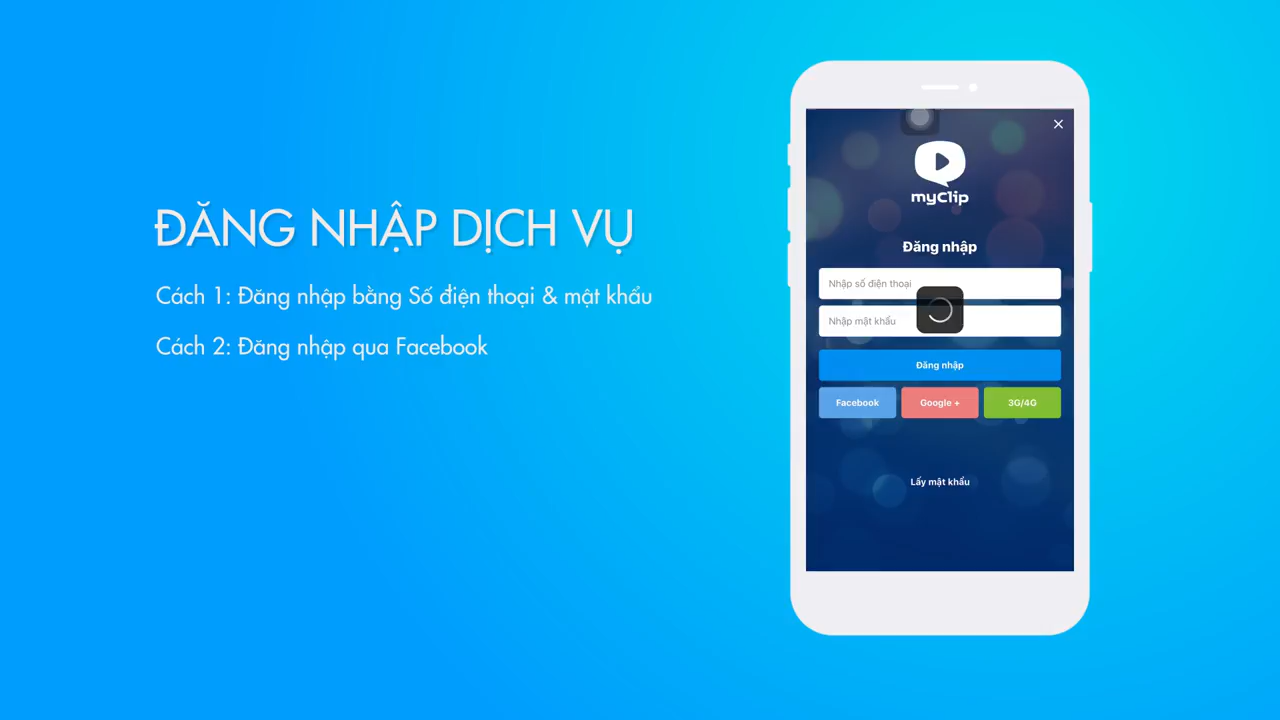 ĐĂNG NHẬP DỊCH VỤ
Cách 1: Đăng nhập bằng Số điện thoại & mật khẩu
Cách 2: Đăng nhập qua Facebook
myclip
Đăng nhập
Nhập số điện thoại
Nhập mật khẩu
Đăng nhập
Facebook Google + 3G/4G
Lấy mật khẩu